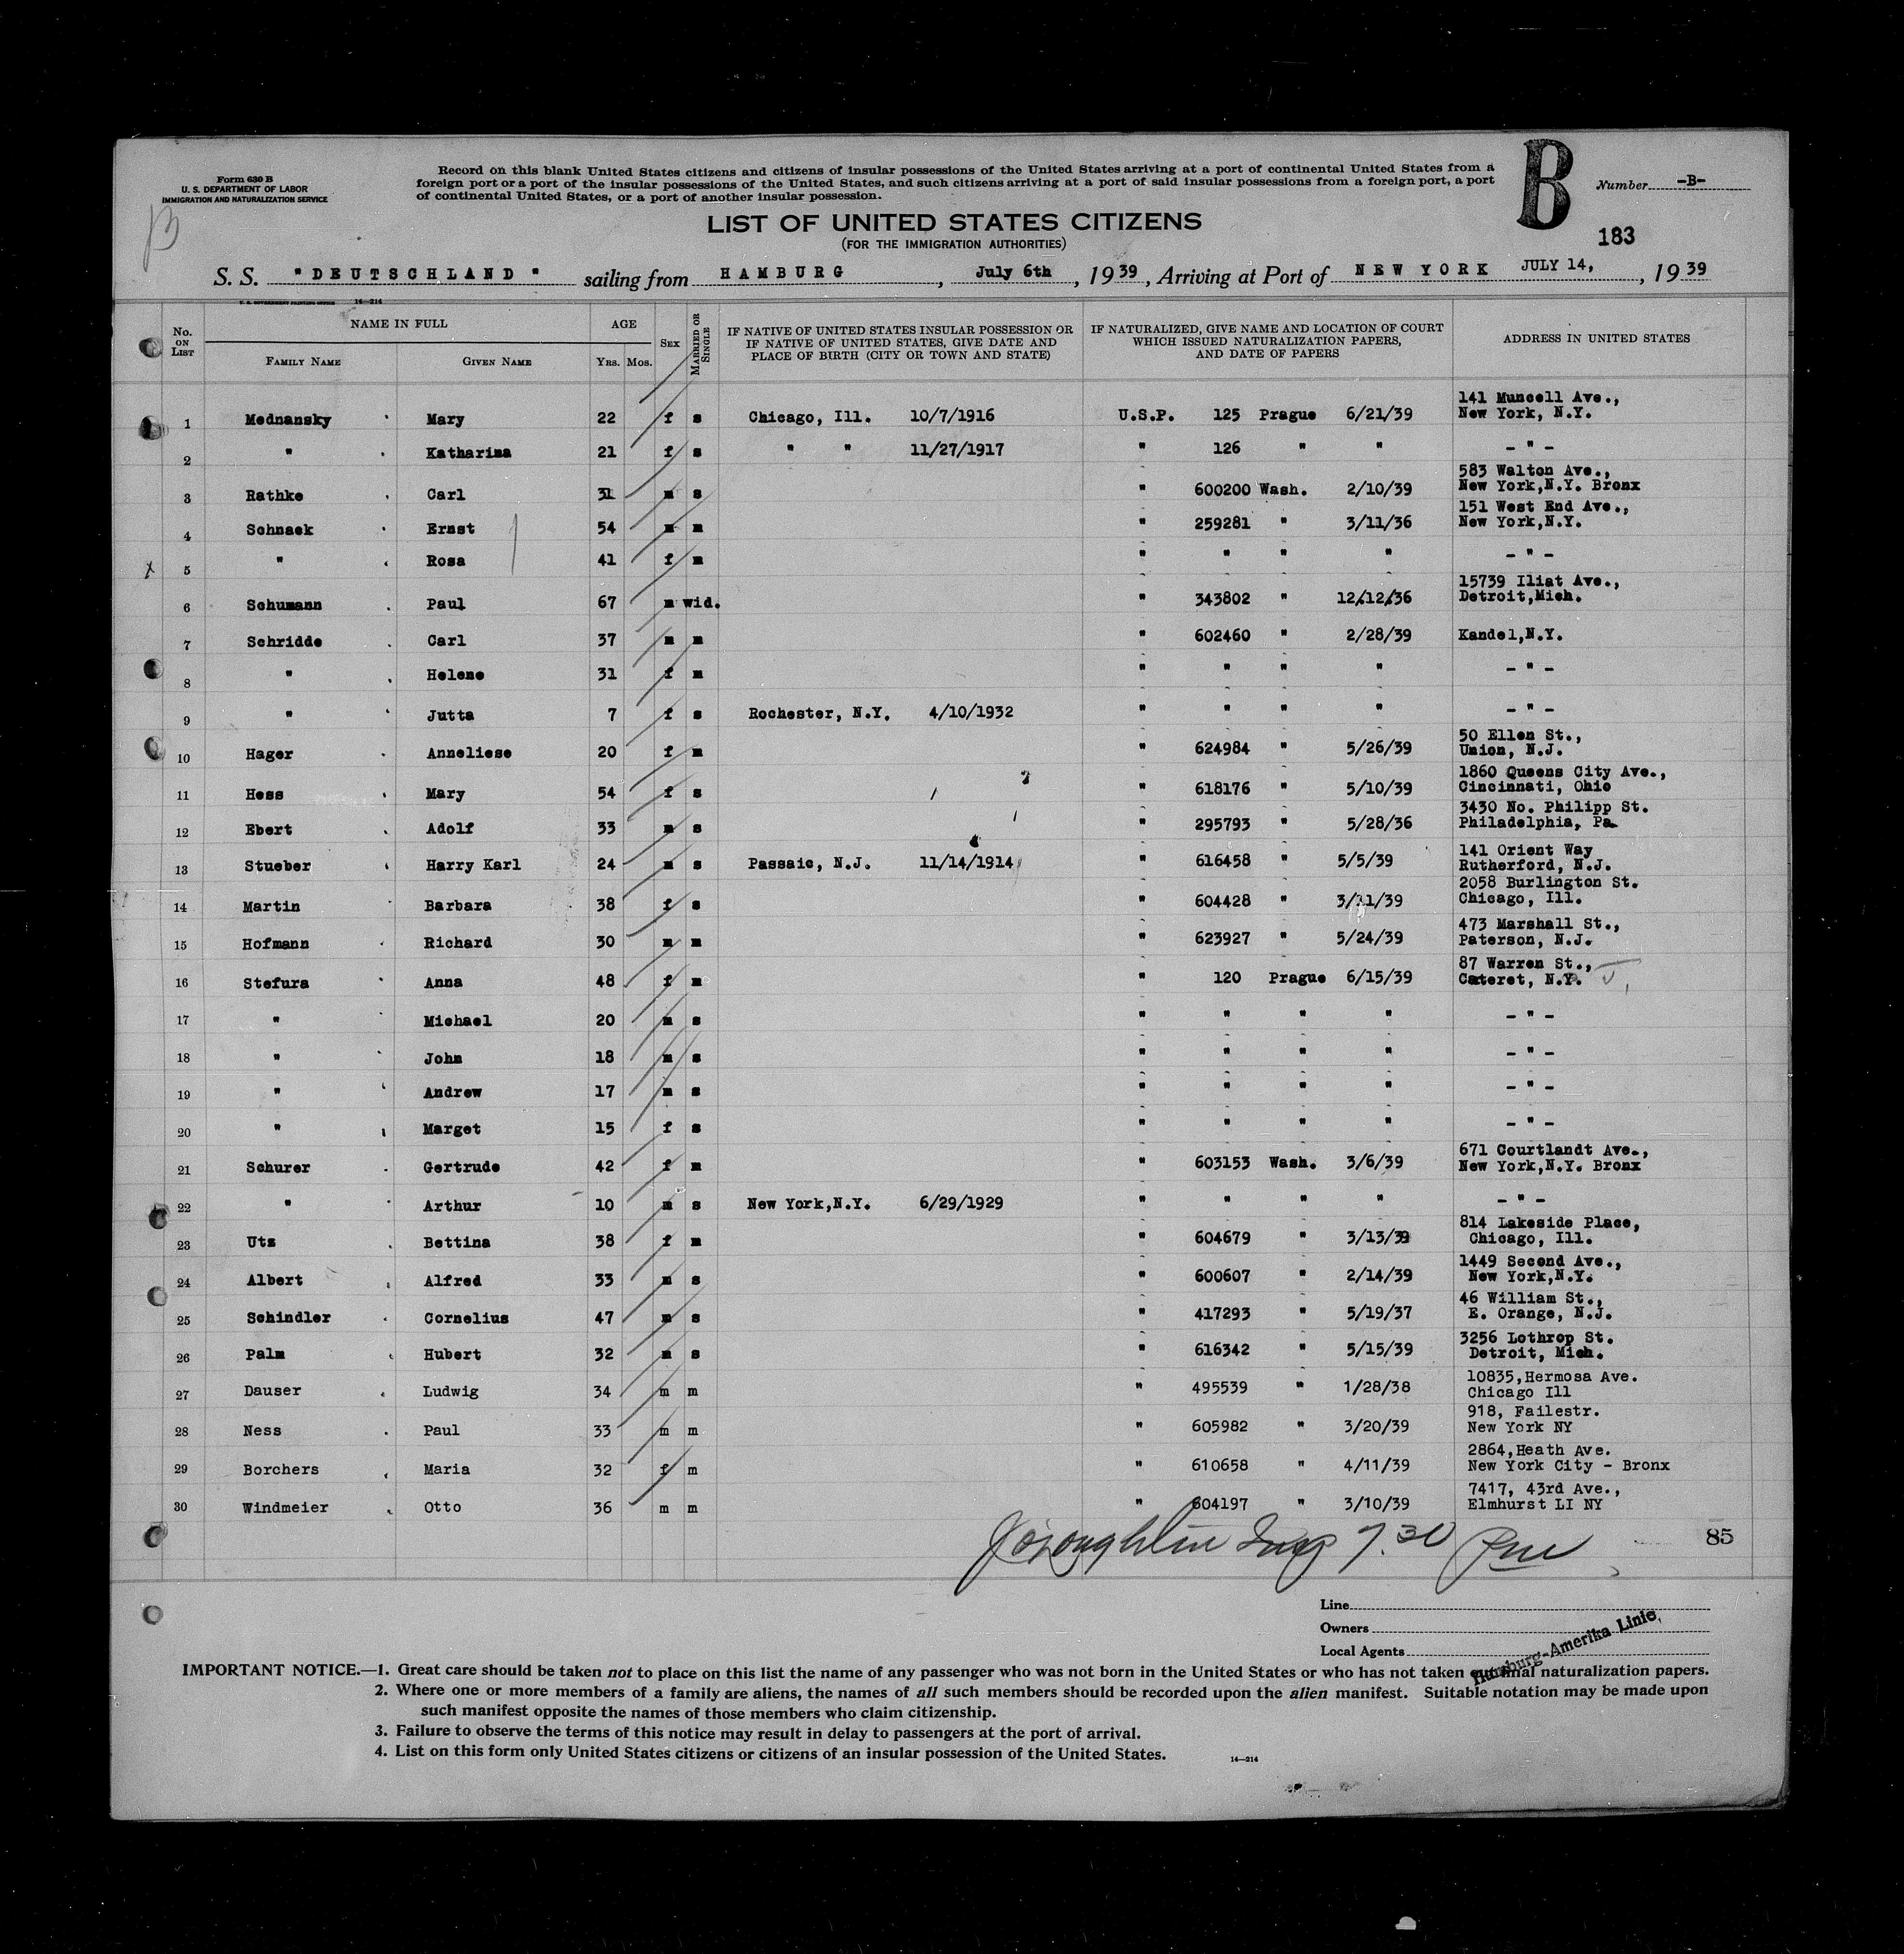 Form 630 B
U. S. DEPARTMENT OF LABOR
IMMIGRATION AND NATURALIZATION SERVICE
B
Record on this blank United States citizens and citizens of insular possessions of the United States arriving at a port of continental United States from a
foreign port or a port of the insular possessions of the United States, and such citizens arriving at a port of said insular possessions from a foreign port, a port
of continental United States, or a port of another insular possession.
B
Number -B-
183
LIST OF UNITED STATES CITIZENS
(FOR THE IMMIGRATION AUTHORITIES)
S. S. "DEUTSCHLAND" sailing from HAMBURG, July 6th, 1939, Arriving at Port of NEW YORK JULY 14, , 1939
U. S. GOVERNMENT PRINTING OFFICE 14—214
No. ON LIST
NAME IN FULL
FAMILY NAME GIVEN NAME
AGE
YRS. MOS.
SEX
MARRIED OR SINGLE
IF NATIVE OF UNITED STATES INSULAR POSSESSION OR
IF NATIVE OF UNITED STATES, GIVE DATE AND
PLACE OF BIRTH (CITY OR TOWN AND STATE)
IF NATURALIZED, GIVE NAME AND LOCATION OF COURT
WHICH ISSUED NATURALIZATION PAPERS,
AND DATE OF PAPERS
ADDRESS IN UNITED STATES
1 Mednansky Mary 22 f s Chicago, Ill. 10/7/1916 U.S.P. 125 Prague 6/21/39 141 Muncell Ave.,
New York, N.Y.
2 " Katharina 21 f s " " 11/27/1917 " 126 " " - " -
3 Rathke Carl 31 m s " 600200 Wash. 2/10/39 583 Walton Ave.,
New York,N.Y. Bronx
4 Schnaek Ernst 54 m m " 259281 " 3/11/36 151 West End Ave.,
New York,N.Y.
5 " Rosa 41 f m " " " " - " -
6 Schumann Paul 67 m wid. " 343802 " 12/12/36 15739 Iliat Ave.,
Detroit,Mich.
7 Schridde Carl 37 m m " 602460 " 2/28/39 Kandel,N.Y.
8 " Helene 31 f m " " " " - " -
9 " Jutta 7 f s Rochester, N.Y. 4/10/1932 " " " " - " -
10 Hager Anneliese 20 f m " 624984 " 5/26/39 50 Ellen St.,
Union, N.J.
11 Hess Mary 54 f s " 618176 " 5/10/39 1860 Queens City Ave.,
Cincinnati, Ohio
12 Ebert Adolf 33 m s " 295793 " 5/28/36 3430 No. Philipp St.
Philadelphia, Pa.
13 Stueber Harry Karl 24 m s Passaic, N.J. 11/14/1914 " 616458 " 5/5/39 141 Orient Way
Rutherford, N.J.
14 Martin Barbara 38 f s " 604428 " 3/11/39 2058 Burlington St.
Chicago, Ill.
15 Hofmann Richard 30 m m " 623927 " 5/24/39 473 Marshall St.,
Paterson, N.J.
16 Stefura Anna 48 f m " 120 Prague 6/15/39 87 Warren St.,
Cateret, N.Y. J
17 " Michael 20 m s " " " " - " -
18 " John 18 m s " " " " - " -
19 " Andrew 17 m s " " " " - " -
20 " Marget 15 f s " " " " - " -
21 Schurer Gertrude 42 f m " 603153 Wash. 3/6/39 671 Courtlandt Ave.,
New York,N.Y. Bronx
22 " Arthur 10 m s New York,N.Y. 6/29/1929 " " " " - " -
23 Utz Bettina 38 f m " 604679 " 3/13/39 814 Lakeside Place,
Chicago, Ill.
24 Albert Alfred 33 m s " 600607 " 2/14/39 1449 Second Ave.,
New York,N.Y.
25 Schindler Cornelius 47 m s " 417293 " 5/19/37 46 William St.,
E. Orange, N.J.
26 Palm Hubert 32 m s " 616342 " 5/15/39 3256 Lothrop St.
Detroit, Mich.
27 Dauser Ludwig 34 m m " 495539 " 1/28/38 10835,Hermosa Ave.
Chicago Ill
28 Ness Paul 33 m m " 605982 " 3/20/39 918, Failestr.
New York NY
29 Borchers Maria 32 f m " 610658 " 4/11/39 2864,Heath Ave.
New York City - Bronx
30 Windmeier Otto 36 m m " 604197 " 3/10/39 7417, 43rd Ave.,
Elmhurst LI NY
Insp 7.30 Pm
85
Line
Owners
Local Agents
Hamburg-Amerika Linie,
IMPORTANT NOTICE.—1. Great care should be taken not to place on this list the name of any passenger who was not born in the United States or who has not taken out final naturalization papers.
2. Where one or more members of a family are aliens, the names of all such members should be recorded upon the alien manifest. Suitable notation may be made upon
such manifest opposite the names of those members who claim citizenship.
3. Failure to observe the terms of this notice may result in delay to passengers at the port of arrival.
4. List on this form only United States citizens or citizens of an insular possession of the United States.
14—214